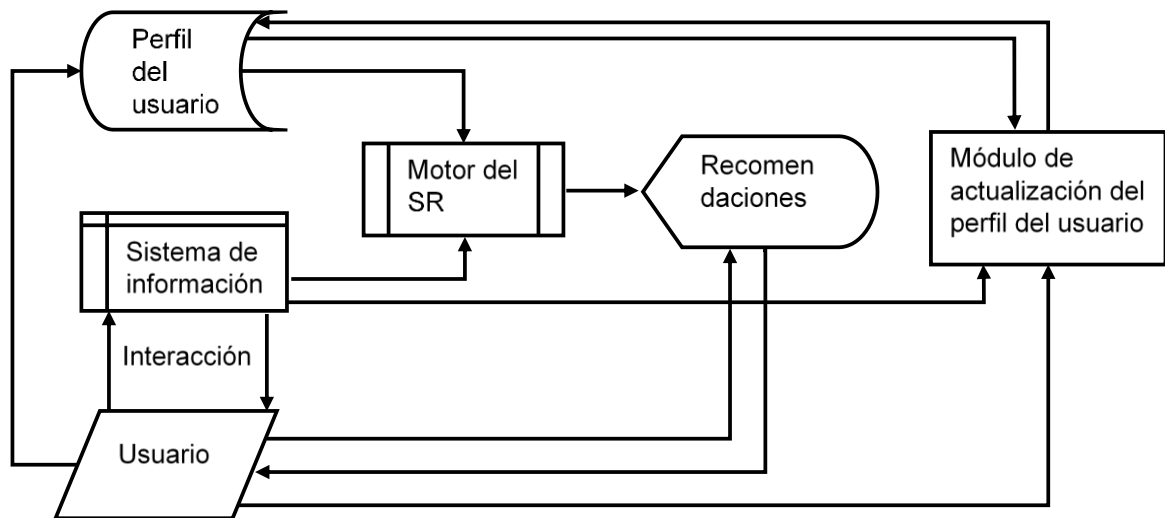 Perfil
del
usuario
Motor del
SR
Recomen
daciones
Módulo de
actualización del
perfil del usuario
Sistema de
información
Interacción
Usuario